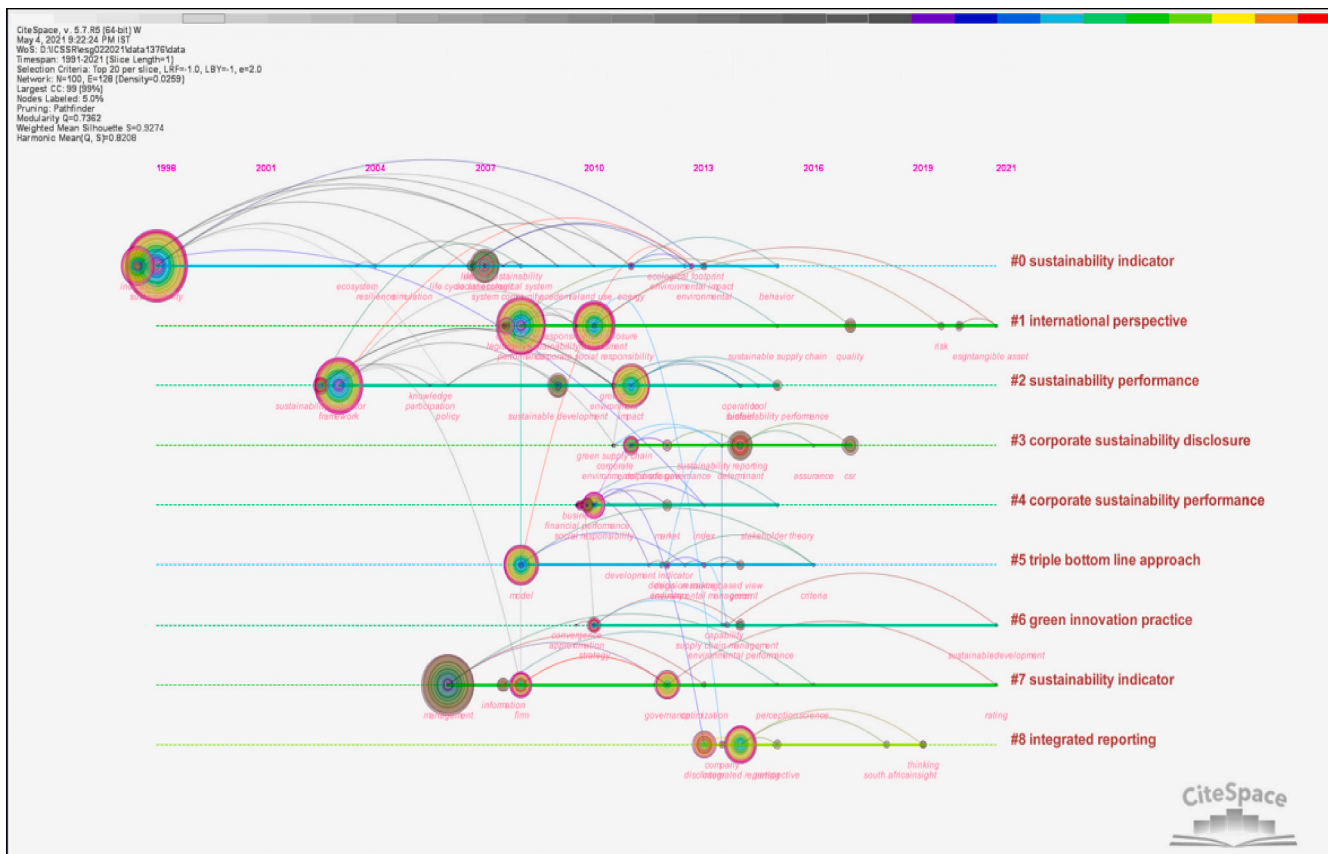 CiteSpace, v. 5.7.R5 (64-bit) W
May 4, 2021 9:22:24 PM IST
WoS: D:\ICSSR\esg022021\data1376\data
Timespan: 1991-2021 (Slice Length=1)
Selection Criteria: Top 20 per slice, LRF=-1.0, LBY=-1, e=2.0
Network: N=100, E=128 (Density=0.0259)
Largest CC: 99 (99%)
Nodes Labeled: 5.0%
Pruning: Pathfinder
Modularity Q=0.7362
Weighted Mean Silhouette S=0.9274
Harmonic Mean(Q, S)=0.8208
1998 2001 2004 2007 2010 2013 2016 2019 2021
#0 sustainability indicator
sustainability
ecosystem
resilience simulation
system
land use energy
ecological footprint
environmental impact
environmental
behavior
#1 international perspective
corporate social responsibility
sustainable supply chain quality
risk
intangible asset
#2 sustainability performance
framework
knowledge
participation
policy
sustainable development
environment
impact
operation tool
sustainability performance
#3 corporate sustainability disclosure
green supply chain
corporate
sustainability reporting
determinant
assurance csr
#4 corporate sustainability performance
financial performance
social responsibility
market index stakeholder theory
#5 triple bottom line approach
model
development indicator
criteria
#6 green innovation practice
convergence
approximation
strategy
capability
supply chain management
environmental performance
sustainabledevelopment
#7 sustainability indicator
management
information
firm
governance optimization perception science rating
#8 integrated reporting
company
integrated reporting
south africa insight
thinking
CiteSpace